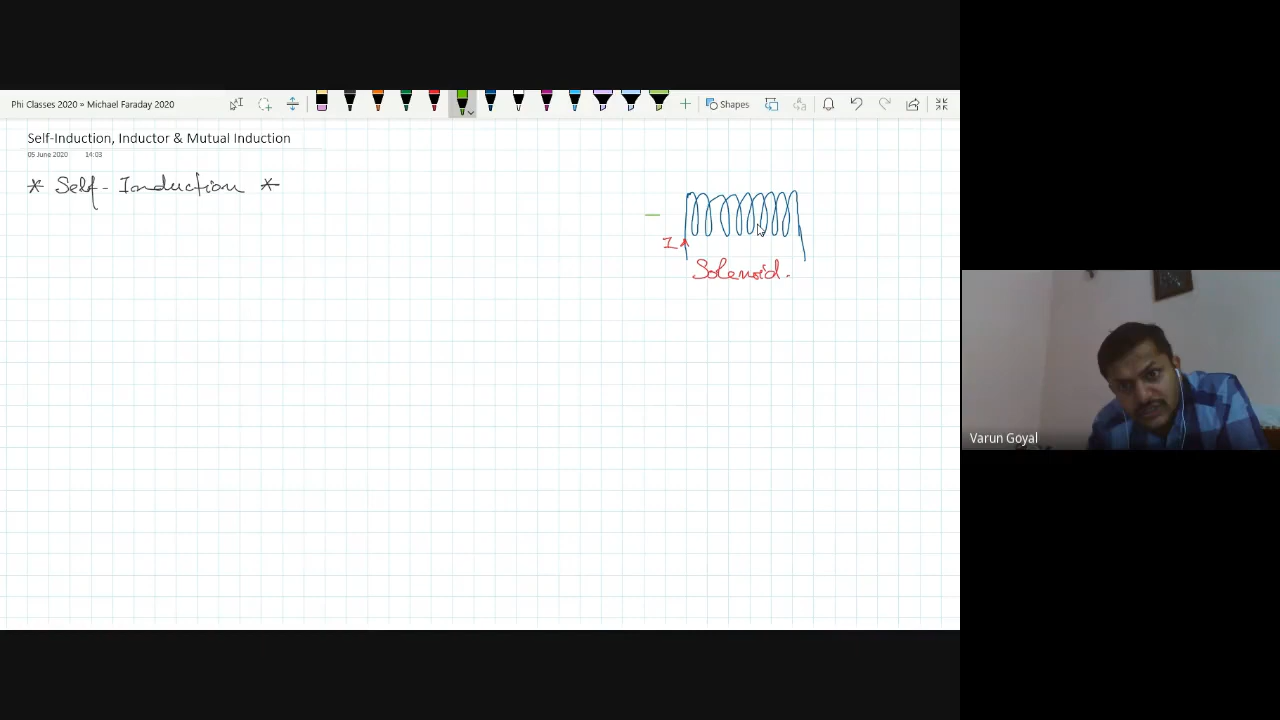 Phi Classes 2020 » Michael Faraday 2020
Shapes
Self-Induction, Inductor & Mutual Induction
05 June 2020 14:03
* Self-Induction *
I
Solenoid.
Varun Goyal